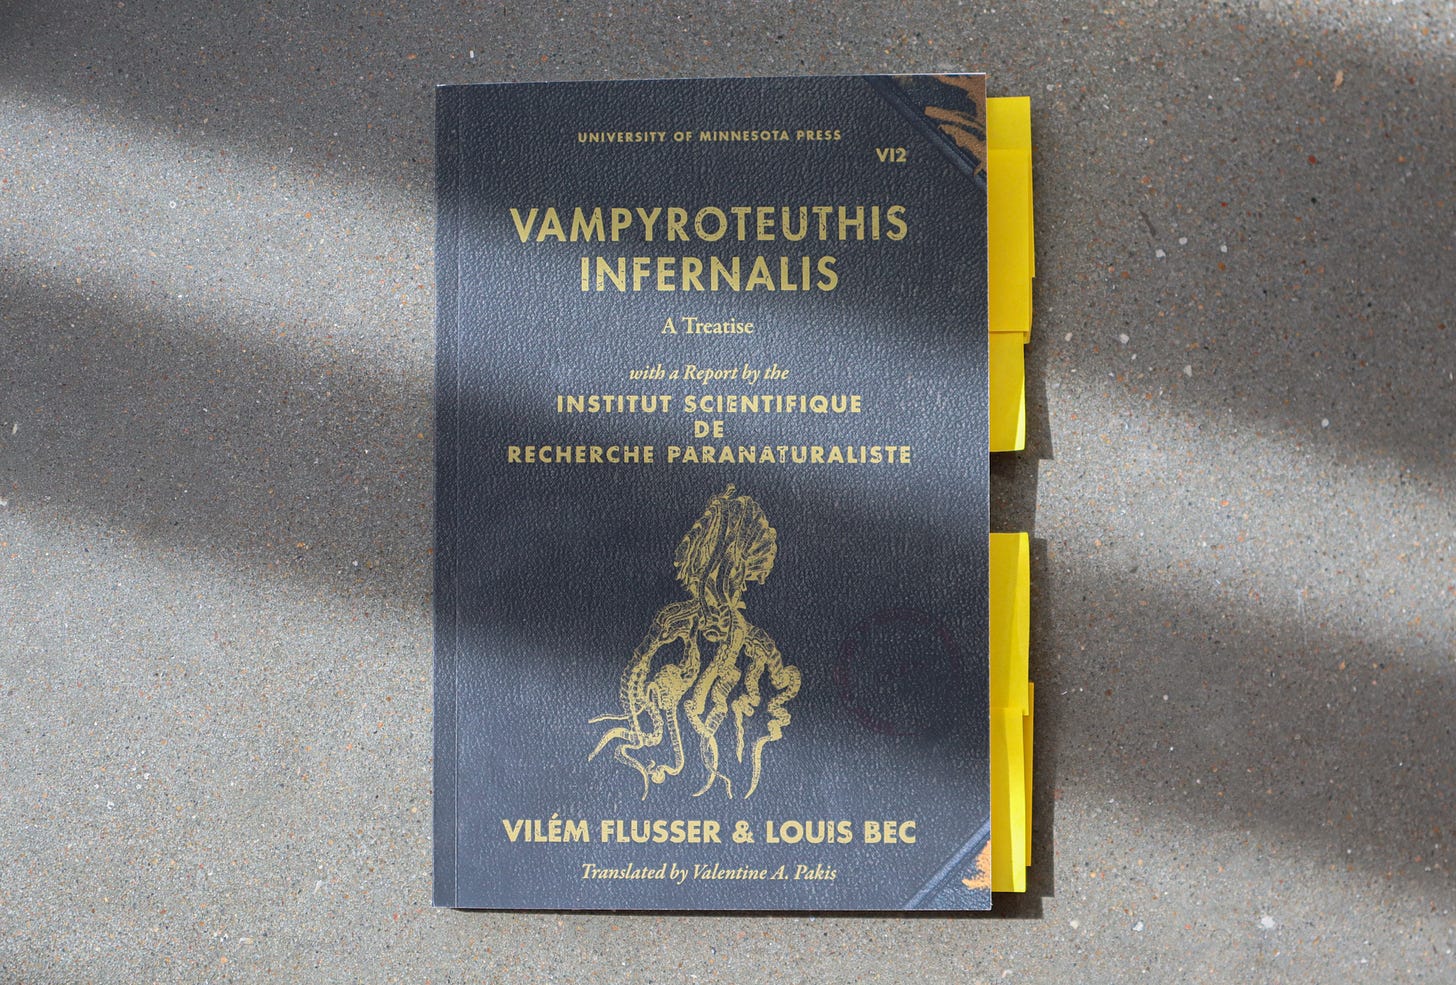 UNIVERSITY OF MINNESOTA PRESS
VI2
VAMPYROTEUTHIS
INFERNALIS
A Treatise
with a Report by the
INSTITUT SCIENTIFIQUE
DE
RECHERCHE PARANATURALISTE
VILÉM FLUSSER & LOUIS BEC
Translated by Valentine A. Pakis